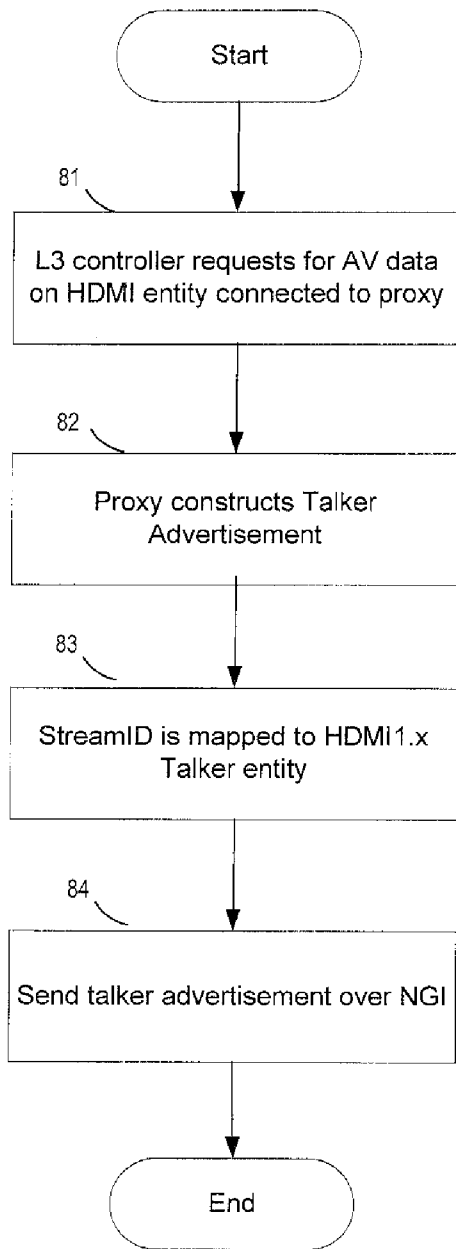 Start
81
L3 controller requests for AV data
on HDMI entity connected to proxy
82
Proxy constructs Talker
Advertisement
83
StreamID is mapped to HDMI1.x
Talker entity
84
Send talker advertisement over NGI
End